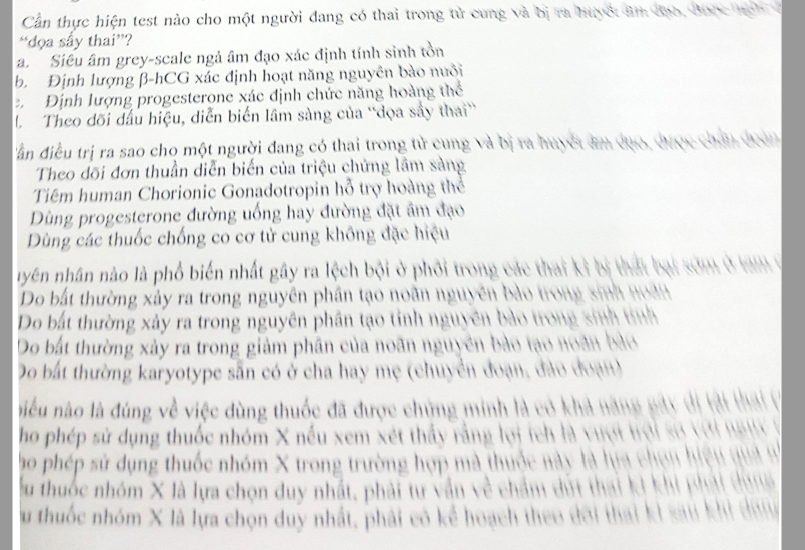 Cần thực hiện test nào cho một người đang có thai trong tử cung và bị ra huyết âm đạo, được nghĩ
“dọa sẩy thai”?
a. Siêu âm grey-scale ngả âm đạo xác định tính sinh tồn
b. Định lượng β-hCG xác định hoạt năng nguyên bào nuôi
c. Định lượng progesterone xác định chức năng hoàng thể
Theo dõi dấu hiệu, diễn biến lâm sàng của “dọa sẩy thai”
điều trị ra sao cho một người đang có thai trong tử cung và bị ra huyết âm đạo, được chẩn đoán
Theo dõi đơn thuần diễn biến của triệu chứng lâm sàng
Tiêm human Chorionic Gonadotropin hỗ trợ hoàng thể
Dùng progesterone đường uống hay đường đặt âm đạo
Dùng các thuốc chống co cơ tử cung không đặc hiệu
nhân nào là phổ biến nhất gây ra lệch bội ở phôi trong các thai kì bị thất bại sớm ở tam
Do bất thường xảy ra trong nguyên phân tạo noãn nguyên bào trong sinh noãn
Do bất thường xảy ra trong nguyên phân tạo tinh nguyên bào trong sinh tinh
Do bất thường xảy ra trong giảm phân của noãn nguyên bào tạo noãn bào
Do bất thường karyotype sẵn có ở cha hay mẹ (chuyển đoạn, đảo đoạn)
nào là đúng về việc dùng thuốc đã được chứng minh là có khả năng gây dị tật thai
phép sử dụng thuốc nhóm X nếu xem xét thấy rằng lợi ích là vượt trội so với nguy
phép sử dụng thuốc nhóm X trong trường hợp mà thuốc này là lựa chọn hiệu quả
thuốc nhóm X là lựa chọn duy nhất, phải tư vấn về chấm dứt thai kì khi phải dùng
thuốc nhóm X là lựa chọn duy nhất, phải có kế hoạch theo dõi thai kì sau khi dùng